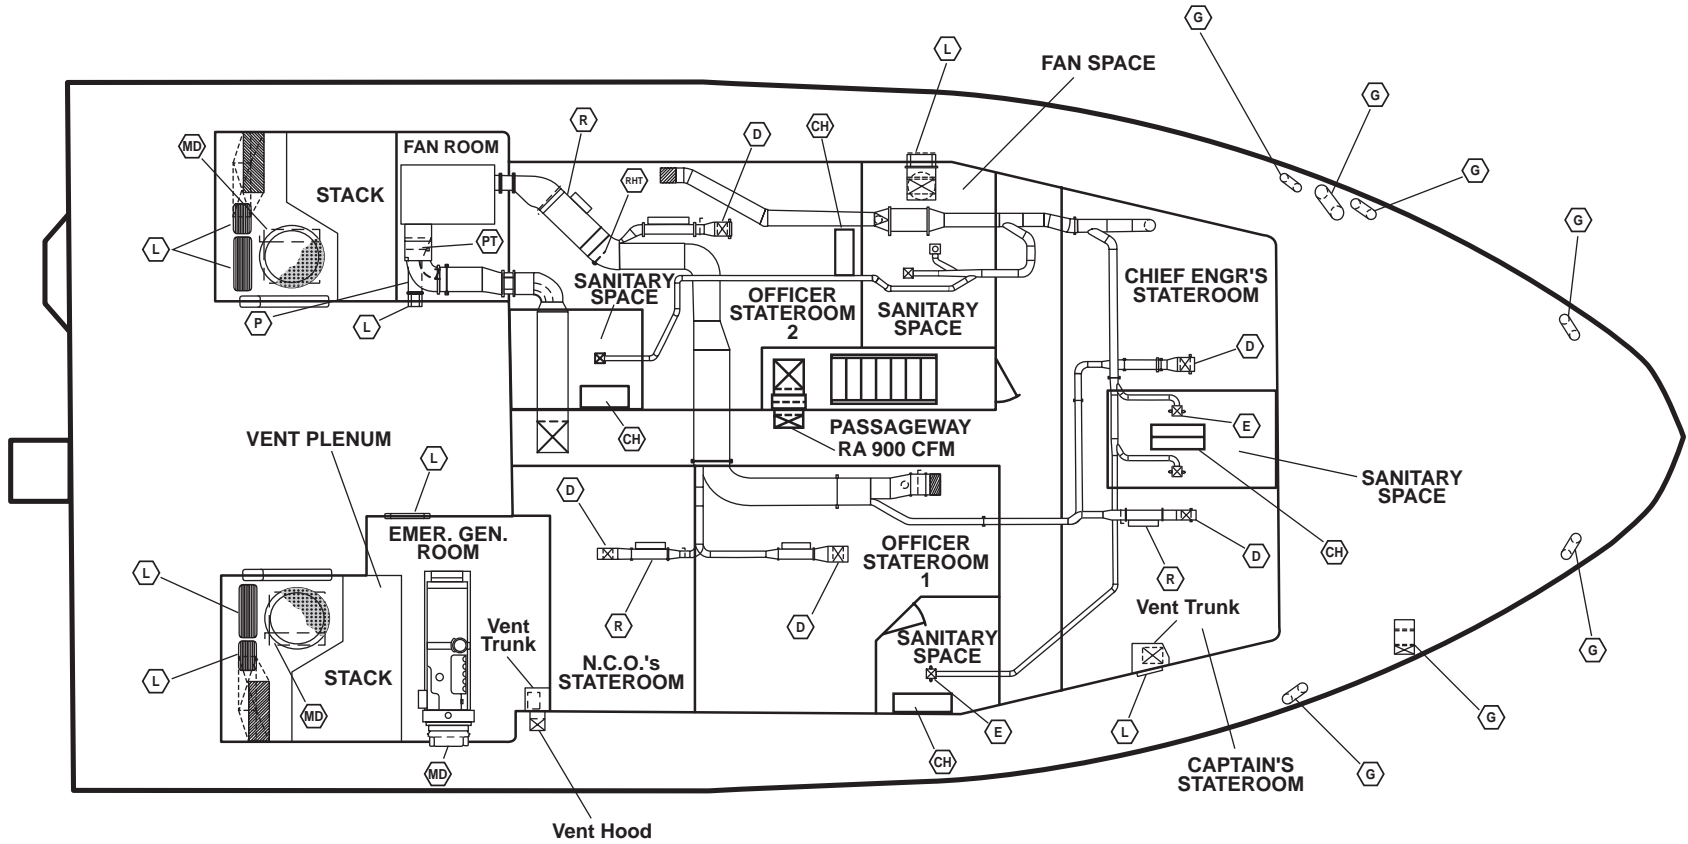 G
L
FAN SPACE
G
R
D
CH
MD
FAN ROOM
G
RHT
STACK
G
PT
L
SANITARY
SPACE
OFFICER
STATEROOM
2
CHIEF ENGR'S
STATEROOM
SANITARY
SPACE
P
L
G
D
VENT PLENUM
CH
PASSAGEWAY
RA 900 CFM
E
L
SANITARY
SPACE
D
EMER. GEN.
ROOM
OFFICER
STATEROOM
1
D
CH
G
L
R
Vent Trunk
Vent
Trunk
R
D
SANITARY
SPACE
G
L
STACK
N.C.O.'s
STATEROOM
MD
E
L
G
MD
CH
CAPTAIN'S
STATEROOM
G
Vent Hood